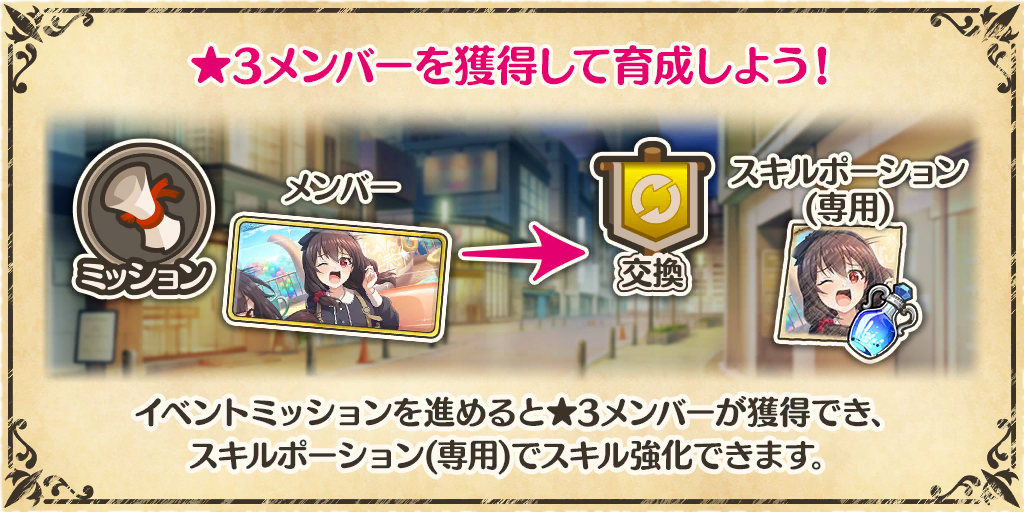 ★3メンバーを獲得して育成しよう!
ミッション
メンバー
交換
スキルポーション
(専用)
イベントミッションを進めると★3メンバーが獲得でき、
スキルポーション(専用)でスキル強化できます。